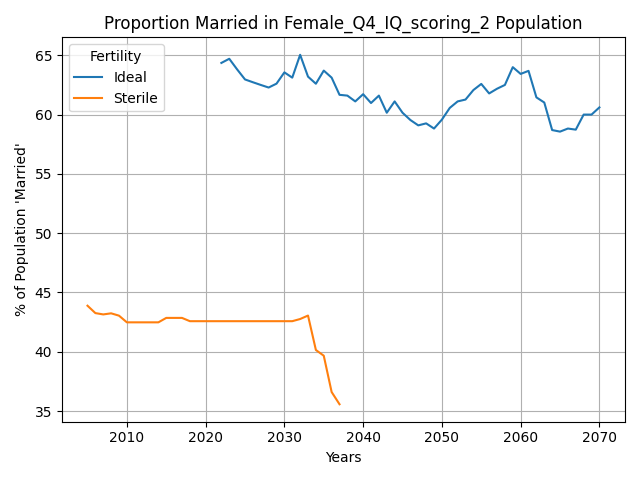 Proportion Married in Female_Q4_IQ_scoring_2 Population
Fertility
Ideal
Sterile
% of Population 'Married'
65
60
55
50
45
40
35
2010 2020 2030 2040 2050 2060 2070
Years